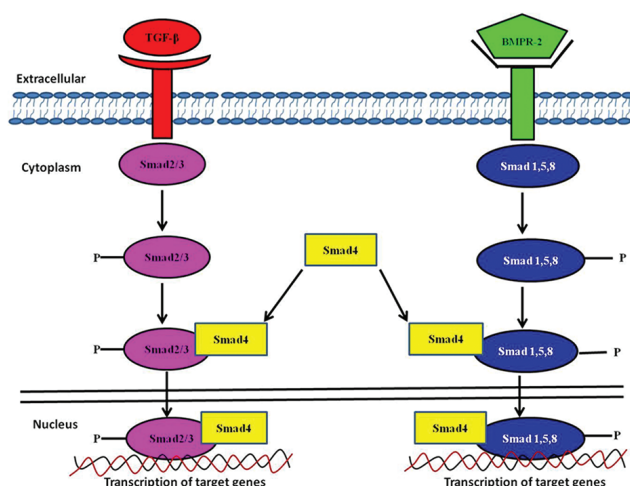 TGF-β
BMPR-2
Extracellular
Cytoplasm
Smad2/3
Smad 1,5,8
P
Smad2/3
Smad4
Smad 1,5,8
P
P
Smad2/3
Smad4
Smad4
Smad 1,5,8
P
Nucleus
P
Smad2/3
Smad4
Smad4
Smad 1,5,8
P
Transcription of target genes
Transcription of target genes